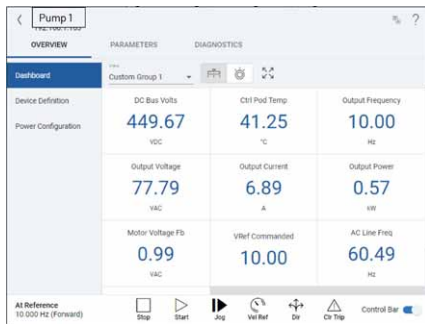 Pump 1
?
OVERVIEW
PARAMETERS
DIAGNOSTICS
Dashboard
Custom Group 1
Device Definition
Power Configuration
DC Bus Volts
449.67
VDC
Ctrl Pod Temp
41.25
°C
Output Frequency
10.00
Hz
Output Voltage
77.79
VAC
Output Current
6.89
A
Output Power
0.57
kW
Motor Voltage Fb
0.99
VAC
VRef Commanded
10.00
AC Line Freq
60.49
Hz
At Reference
10.000 Hz (Forward)
Stop
Start
Jog
Vel Ref
Dir
Clr Trip
Control Bar